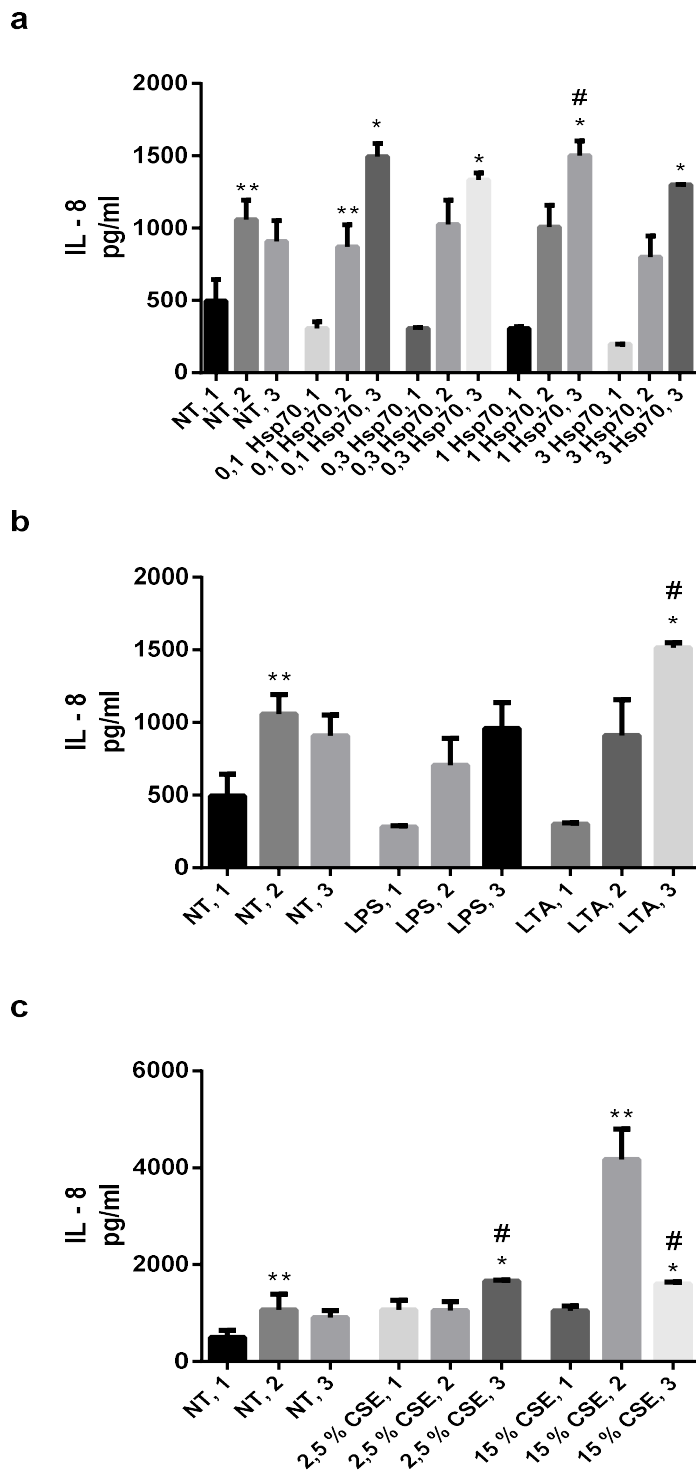 a
IL - 8
pg/ml
2000
1500
1000
500
0
**
**
*
*
#
*
*
NT, 1
NT, 2
NT, 3
0,1  Hsp70, 1
0,1 Hsp70, 2
0,1 Hsp70, 3
0,3 Hsp70, 1
0,3 Hsp70, 2
0,3 Hsp70, 3
1 Hsp70, 1
1 Hsp70, 2
1 Hsp70, 3
3 Hsp70, 1
3 Hsp70, 2
3 Hsp70, 3
b
IL - 8
pg/ml
2000
1500
1000
500
0
**
#
*
NT, 1
NT, 2
NT, 3
LPS, 1
LPS, 2
LPS, 3
LTA, 1
LTA, 2
LTA, 3
c
IL - 8
pg/ml
6000
4000
2000
0
**
#
*
**
#
*
NT, 1
NT, 2
NT, 3
2,5 % CSE, 1
2,5 % CSE, 2
2,5 % CSE, 3
15 % CSE, 1
15 % CSE, 2
15 % CSE, 3